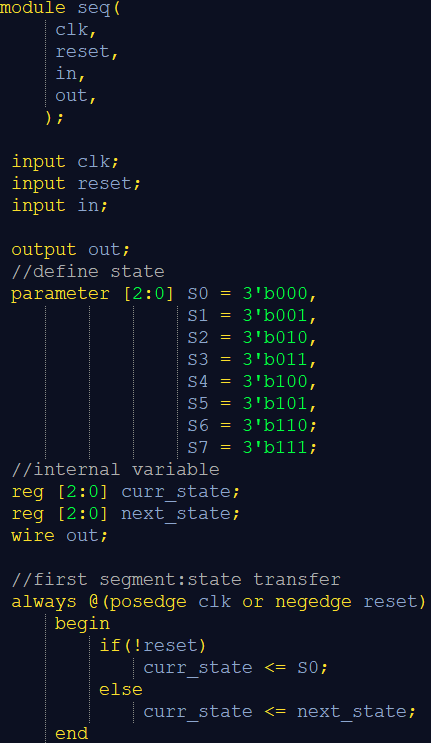 module seq(
clk,
reset,
in,
out,
);
input clk;
input reset;
input in;
output out;
//define state
parameter [2:0] S0 = 3'b000,
S1 = 3'b001,
S2 = 3'b010,
S3 = 3'b011,
S4 = 3'b100,
S5 = 3'b101,
S6 = 3'b110;
S7 = 3'b111;
//internal variable
reg [2:0] curr_state;
reg [2:0] next_state;
wire out;
//first segment:state transfer
always @(posedge clk or negedge reset)
begin
if(!reset)
curr_state <= S0;
else
curr_state <= next_state;
end